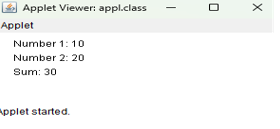 Applet Viewer: appl.class
Applet
Number 1: 10
Number 2: 20
Sum: 30
Applet started.